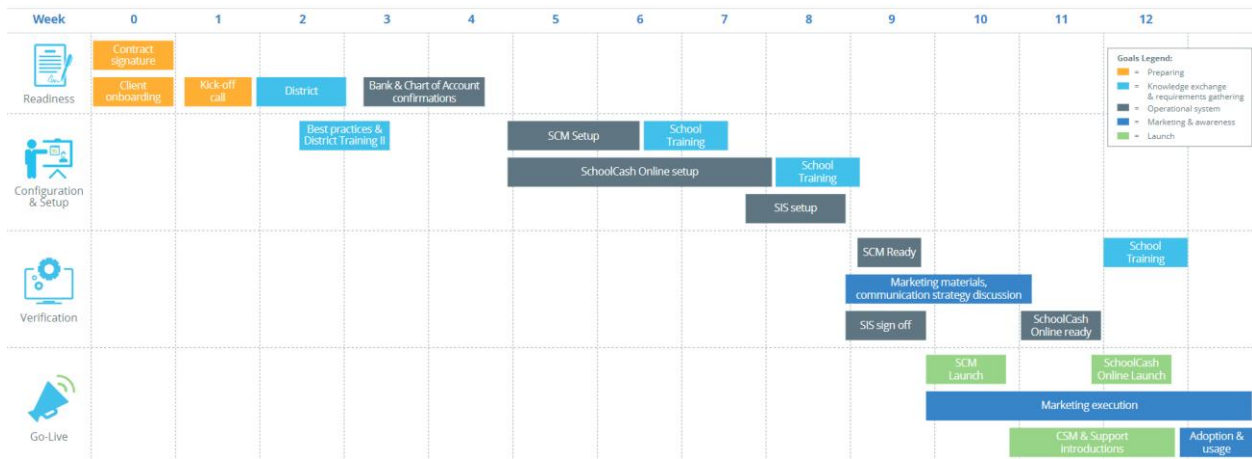 Week 0 1 2 3 4 5 6 7 8 9 10 11 12
Contract
signature
Client
onboarding
Kick-off
call
District
Bank & Chart of Account
confirmations
Readiness
Goals Legend:
= Preparing
= Knowledge exchange
& requirements gathering
= Operational system
= Marketing & awareness
= Launch
Best practices &
District Training II
SCM Setup
School
Training
SchoolCash Online setup
School
Training
SIS setup
Configuration
& Setup
SCM Ready
School
Training
Marketing materials,
communication strategy discussion
SIS sign off
SchoolCash
Online ready
Verification
SCM
Launch
SchoolCash
Online Launch
Marketing execution
CSM & Support
Introductions
Adoption &
usage
Go-Live